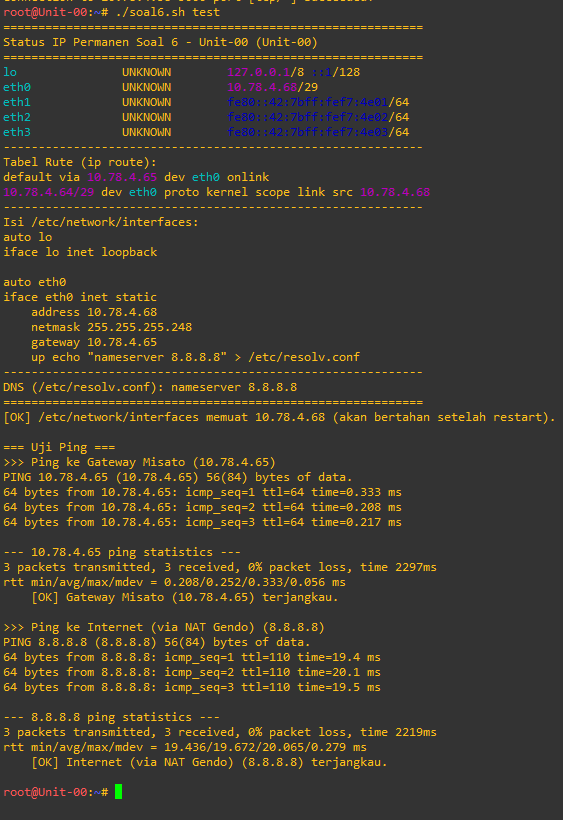 root@Unit-00:~# ./soal6.sh test
============================================================
Status IP Permanen Soal 6 - Unit-00 (Unit-00)
============================================================
lo               UNKNOWN        127.0.0.1/8 ::1/128
eth0             UNKNOWN        10.78.4.68/29
eth1             UNKNOWN        fe80::42:7bff:fef7:4e01/64
eth2             UNKNOWN        fe80::42:7bff:fef7:4e02/64
eth3             UNKNOWN        fe80::42:7bff:fef7:4e03/64
------------------------------------------------------------
Tabel Rute (ip route):
default via 10.78.4.65 dev eth0 onlink
10.78.4.64/29 dev eth0 proto kernel scope link src 10.78.4.68
------------------------------------------------------------
Isi /etc/network/interfaces:
auto lo
iface lo inet loopback

auto eth0
iface eth0 inet static
    address 10.78.4.68
    netmask 255.255.255.248
    gateway 10.78.4.65
    up echo "nameserver 8.8.8.8" > /etc/resolv.conf
------------------------------------------------------------
DNS (/etc/resolv.conf): nameserver 8.8.8.8
============================================================
[OK] /etc/network/interfaces memuat 10.78.4.68 (akan bertahan setelah restart).

=== Uji Ping ===
>>> Ping ke Gateway Misato (10.78.4.65)
PING 10.78.4.65 (10.78.4.65) 56(84) bytes of data.
64 bytes from 10.78.4.65: icmp_seq=1 ttl=64 time=0.333 ms
64 bytes from 10.78.4.65: icmp_seq=2 ttl=64 time=0.208 ms
64 bytes from 10.78.4.65: icmp_seq=3 ttl=64 time=0.217 ms

--- 10.78.4.65 ping statistics ---
3 packets transmitted, 3 received, 0% packet loss, time 2297ms
rtt min/avg/max/mdev = 0.208/0.252/0.333/0.056 ms
    [OK] Gateway Misato (10.78.4.65) terjangkau.

>>> Ping ke Internet (via NAT Gendo) (8.8.8.8)
PING 8.8.8.8 (8.8.8.8) 56(84) bytes of data.
64 bytes from 8.8.8.8: icmp_seq=1 ttl=110 time=19.4 ms
64 bytes from 8.8.8.8: icmp_seq=2 ttl=110 time=20.1 ms
64 bytes from 8.8.8.8: icmp_seq=3 ttl=110 time=19.5 ms

--- 8.8.8.8 ping statistics ---
3 packets transmitted, 3 received, 0% packet loss, time 2219ms
rtt min/avg/max/mdev = 19.436/19.672/20.065/0.279 ms
    [OK] Internet (via NAT Gendo) (8.8.8.8) terjangkau.

root@Unit-00:~#